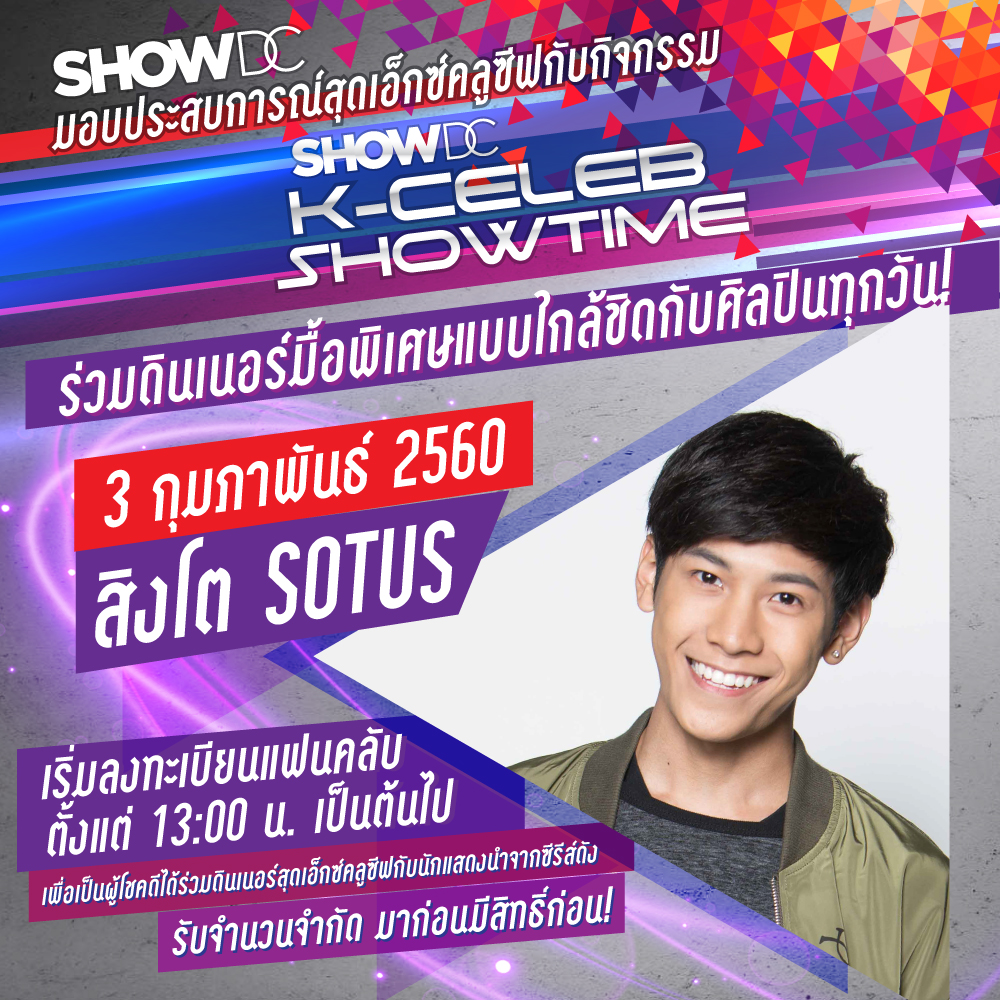 SHOWDC
มอบประสบการณ์สุดเอ็กซ์คลูซีฟกับกิจกรรม
SHOWDC
K-CELEB
SHOWTIME
ร่วมดินเนอร์มื้อพิเศษแบบใกล้ชิดกับศิลปินทุกวัน!
3 กุมภาพันธ์ 2560
สิงโต SOTUS
เริ่มลงทะเบียนแฟนคลับ
ตั้งแต่ 13:00 น. เป็นต้นไป
เพื่อเป็นผู้โชคดีได้ร่วมดินเนอร์สุดเอ็กซ์คลูซีฟกับนักแสดงนำจากซีรีส์ดัง
รับจำนวนจำกัด มาก่อนมีสิทธิ์ก่อน!